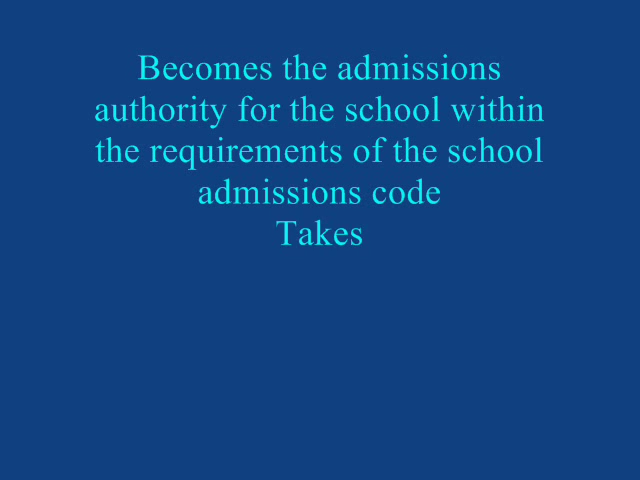 Becomes the admissions
authority for the school within
the requirements of the school
admissions code
Takes